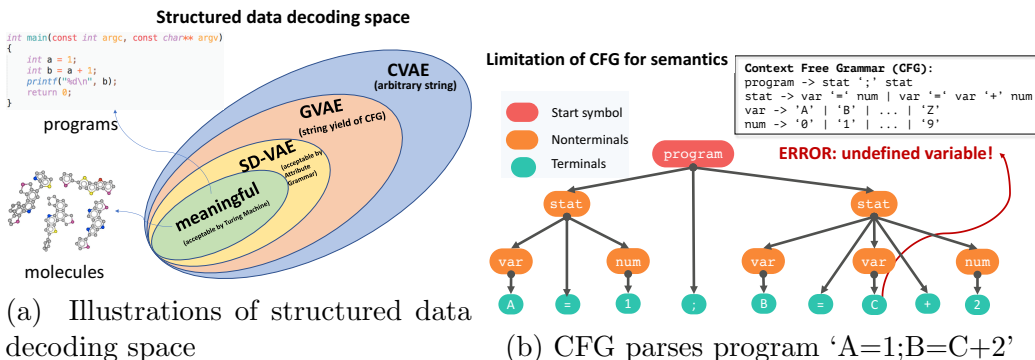 Structured data decoding space
int main(const int argc, const char** argv)
{
int a = 1;
int b = a + 1;
printf("%d\n", b);
return 0;
}
programs
molecules
CVAE
(arbitrary string)
GVAE
(string yield of CFG)
SD-VAE
(acceptable by
Attribute
Grammar)
meaningful
(acceptable by Turing Machine)
(a) Illustrations of structured data
decoding space
Limitation of CFG for semantics
Context Free Grammar (CFG):
program -> stat ';' stat
stat -> var '=' num | var '=' var '+' num
var -> 'A' | 'B' | ... | 'Z'
num -> '0' | '1' | ... | '9'
Start symbol
Nonterminals
Terminals
ERROR: undefined variable!
program
stat
stat
var
num
var
var
num
A
=
1
;
B
=
C
+
2
(b) CFG parses program ‘A=1;B=C+2’